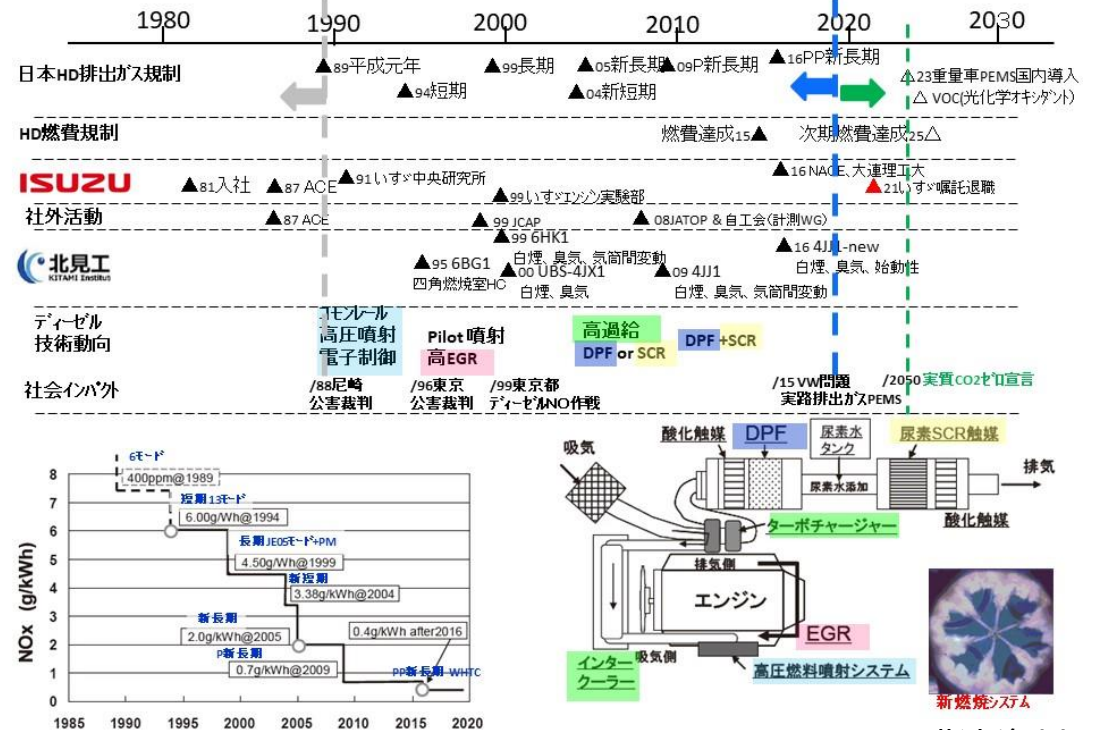 1980 1990 2000 2010 2020 2030
日本HD排出ガス規制
▲89平成元年 ▲99長期 ▲05新長期 ▲09P新長期 ▲16PP新長期
▲94短期 ▲04新短期
△23重量車PEMS国内導入
△ VOC(光化学オキシダント)
HD燃費規制
燃費達成15▲ 次期燃費達成25△
ISUZU
▲81入社 ▲87 ACE ▲91いすゞ中央研究所 ▲16 NACE、大連理工大
▲99いすゞエンジン実験部 ▲21いすゞ嘱託退職
社外活動
▲87 ACE ▲99 JCAP ▲08JATOP & 自工会(計測WG)
北見工
KITAMI Institus
▲99 6HK1
白煙、臭気、気筒間変動
▲95 6BG1
四角燃焼室HC
▲00 UBS-4JX1
白煙、臭気
▲09 4JJ1
白煙、臭気、気筒間変動
▲16 4JJ1-new
白煙、臭気、始動性
ディーゼル
技術動向
コモンレール
高圧噴射
電子制御
Pilot 噴射
高EGR
高過給
DPF or SCR
DPF +SCR
社会インパクト
/88尼崎
公害裁判
/96東京
公害裁判
/99東京都
ディーゼルNO作戦
/15 VW問題
実路排出ガスPEMS
/2050 実質CO2ゼロ宣言
NOx (g/kWh)
8
7
6
5
4
3
2
1
0
1985 1990 1995 2000 2005 2010 2015 2020
6モード
400ppm@1989
短期13モード
6.00g/Wh@1994
長期JE05モード+PM
4.50g/Wh@1999
新短期
3.38g/kWh@2004
新長期
2.0g/kWh@2005
P新長期
0.7g/kWh@2009
0.4g/kWh after2016
PP新長期 WHTC
吸気
酸化触媒
DPF
尿素水
タンク
尿素SCR触媒
排気
尿素水添加
酸化触媒
ターボチャージャー
排気側
エンジン
EGR
吸気側
インター
クーラー
高圧燃料噴射システム
新燃焼システム